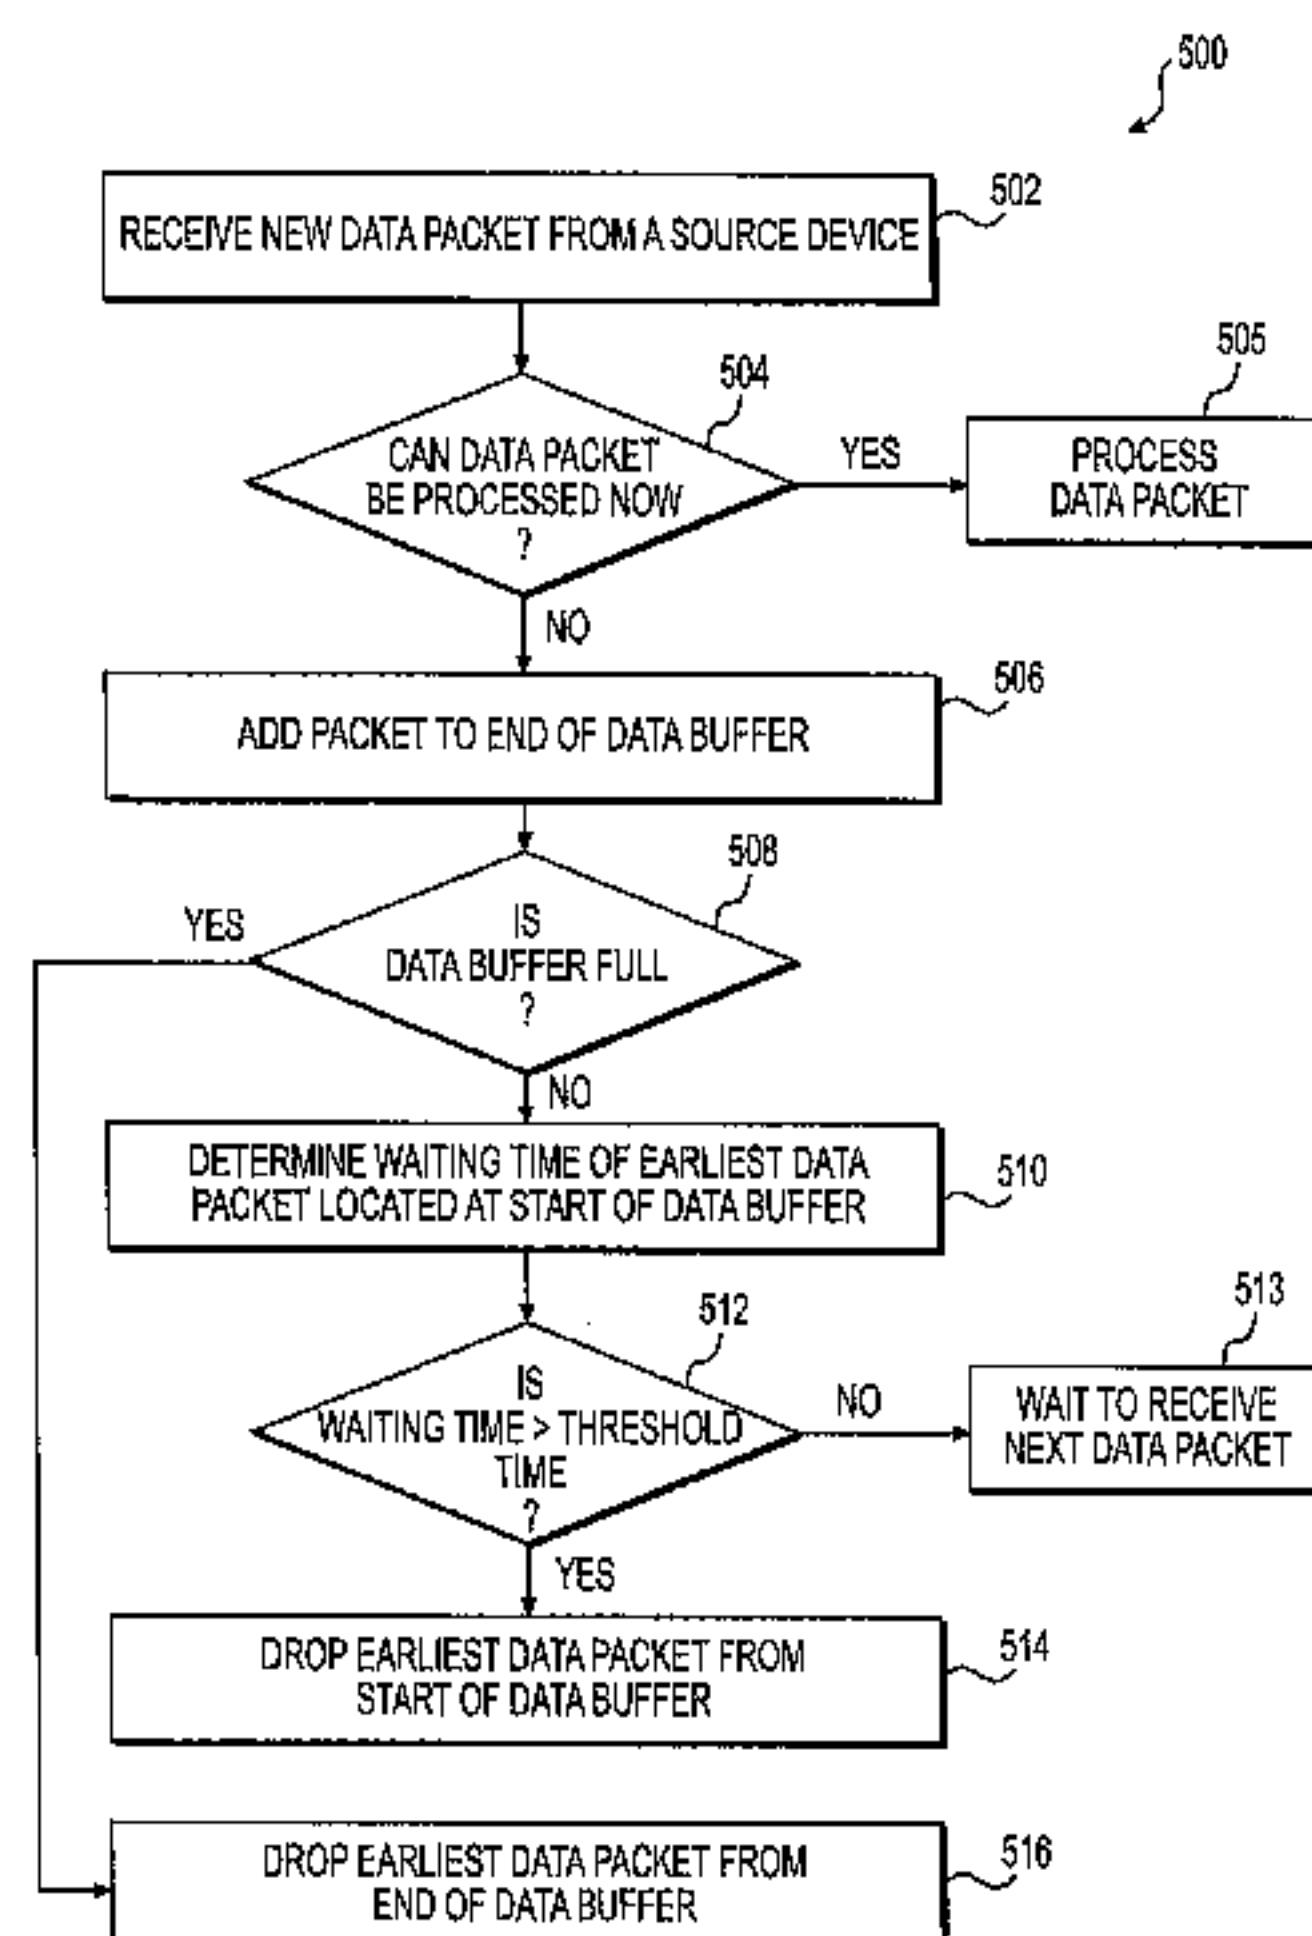 500
502
RECEIVE NEW DATA PACKET FROM A SOURCE DEVICE
504
505
CAN DATA PACKET
BE PROCESSED NOW
?
YES
PROCESS
DATA PACKET
NO
506
ADD PACKET TO END OF DATA BUFFER
508
YES
IS
DATA BUFFER FULL
?
NO
DETERMINE WAITING TIME OF EARLIEST DATA
PACKET LOCATED AT START OF DATA BUFFER
510
512
513
IS
WAITING TIME > THRESHOLD
TIME
?
NO
WAIT TO RECEIVE
NEXT DATA PACKET
YES
DROP EARLIEST DATA PACKET FROM
START OF DATA BUFFER
514
DROP EARLIEST DATA PACKET FROM
END OF DATA BUFFER
516